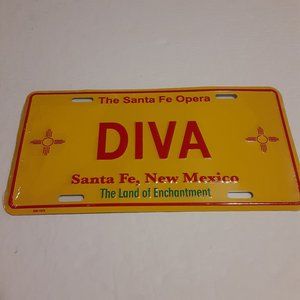 The Santa Fe Opera
DIVA
Santa Fe, New Mexico
The Land of Enchantment